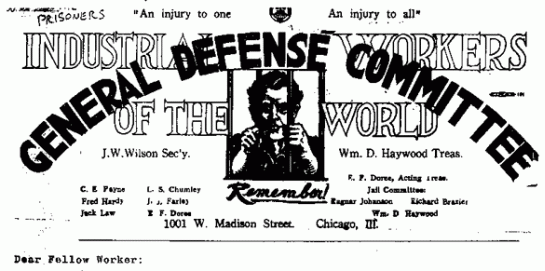 PRISONERS
"An injury to one An injury to all"
INDUSTRIAL WORKERS
GENERAL DEFENSE COMMITTEE
OF THE WORLD
J.W.Wilson Sec'y. Wm. D. Haywood Treas.
E. F. Doree, Acting Treas.
C. E Payne L. S. Chumley Jail Committee:
Fred Hardy J. J. Farley Ragnar Johanson Richard Brazier
Jack Law E F. Doree Wm. D Haywood
Remember!
1001 W. Madison Street. Chicago, Ill.
Dear Fellow Worker: